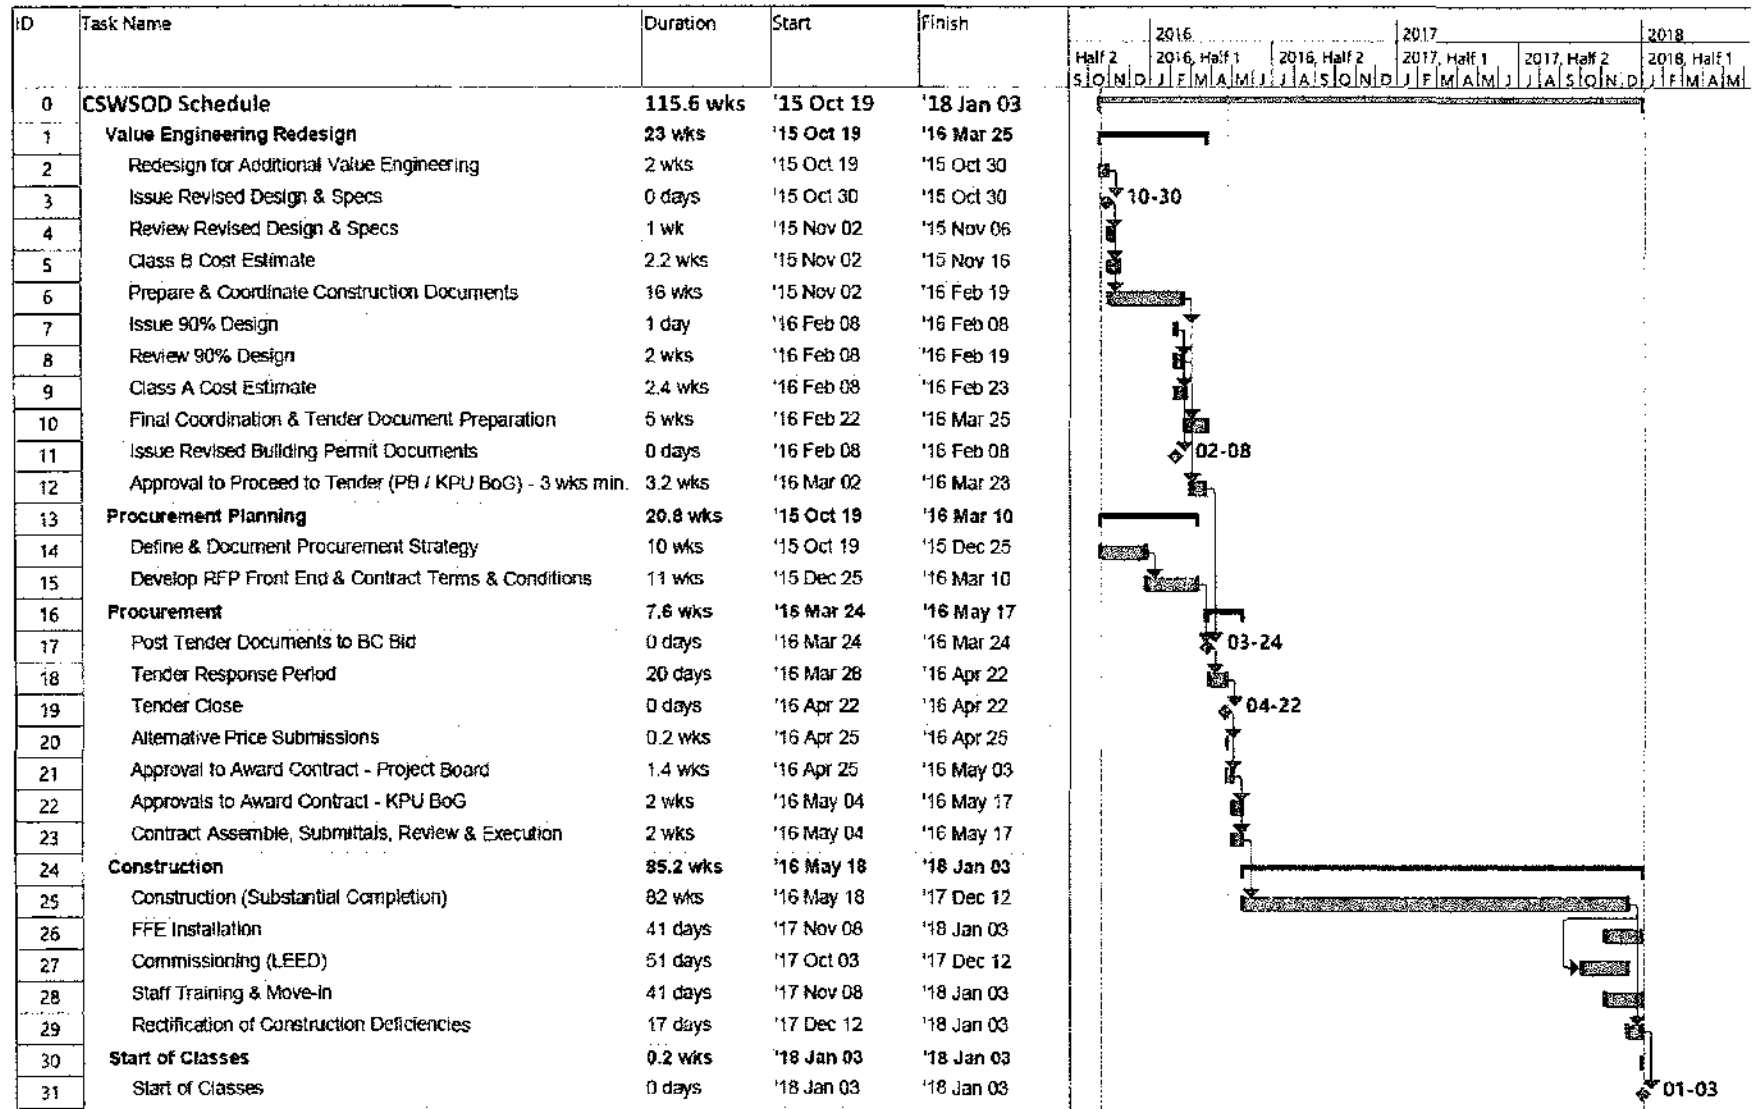 ID Task Name Duration Start Finish
2016 2017 2018
Half 2 2016, Half 1 2016, Half 2 2017, Half 1 2017, Half 2 2018, Half 1
S O N D J F M A M J J A S O N D J F M A M J J A S O N D J F M A M
0 CSWSOD Schedule 115.6 wks '15 Oct 19 '18 Jan 03
1 Value Engineering Redesign 23 wks '15 Oct 19 '16 Mar 25
2 Redesign for Additional Value Engineering 2 wks '15 Oct 19 '15 Oct 30
3 Issue Revised Design & Specs 0 days '15 Oct 30 '15 Oct 30 10-30
4 Review Revised Design & Specs 1 wk '15 Nov 02 '15 Nov 06
5 Class B Cost Estimate 2.2 wks '15 Nov 02 '15 Nov 16
6 Prepare & Coordinate Construction Documents 16 wks '15 Nov 02 '16 Feb 19
7 Issue 90% Design 1 day '16 Feb 08 '16 Feb 08
8 Review 90% Design 2 wks '16 Feb 08 '16 Feb 19
9 Class A Cost Estimate 2.4 wks '16 Feb 08 '16 Feb 23
10 Final Coordination & Tender Document Preparation 5 wks '16 Feb 22 '16 Mar 25
11 Issue Revised Building Permit Documents 0 days '16 Feb 08 '16 Feb 08 02-08
12 Approval to Proceed to Tender (PB / KPU BoG) - 3 wks min. 3.2 wks '16 Mar 02 '16 Mar 23
13 Procurement Planning 20.8 wks '15 Oct 19 '16 Mar 10
14 Define & Document Procurement Strategy 10 wks '15 Oct 19 '15 Dec 25
15 Develop RFP Front End & Contract Terms & Conditions 11 wks '15 Dec 25 '16 Mar 10
16 Procurement 7.8 wks '16 Mar 24 '16 May 17
17 Post Tender Documents to BC Bid 0 days '16 Mar 24 '16 Mar 24 03-24
18 Tender Response Period 20 days '16 Mar 28 '16 Apr 22
19 Tender Close 0 days '16 Apr 22 '16 Apr 22 04-22
20 Alternative Price Submissions 0.2 wks '16 Apr 25 '16 Apr 25
21 Approval to Award Contract - Project Board 1.4 wks '16 Apr 25 '16 May 03
22 Approvals to Award Contract - KPU BoG 2 wks '16 May 04 '16 May 17
23 Contract Assemble, Submittals, Review & Execution 2 wks '16 May 04 '16 May 17
24 Construction 85.2 wks '16 May 18 '18 Jan 03
25 Construction (Substantial Completion) 82 wks '16 May 18 '17 Dec 12
26 FFE Installation 41 days '17 Nov 08 '18 Jan 03
27 Commissioning (LEED) 51 days '17 Oct 03 '17 Dec 12
28 Staff Training & Move-in 41 days '17 Nov 08 '18 Jan 03
29 Rectification of Construction Deficiencies 17 days '17 Dec 12 '18 Jan 03
30 Start of Classes 0.2 wks '18 Jan 03 '18 Jan 03
31 Start of Classes 0 days '18 Jan 03 '18 Jan 03 01-03